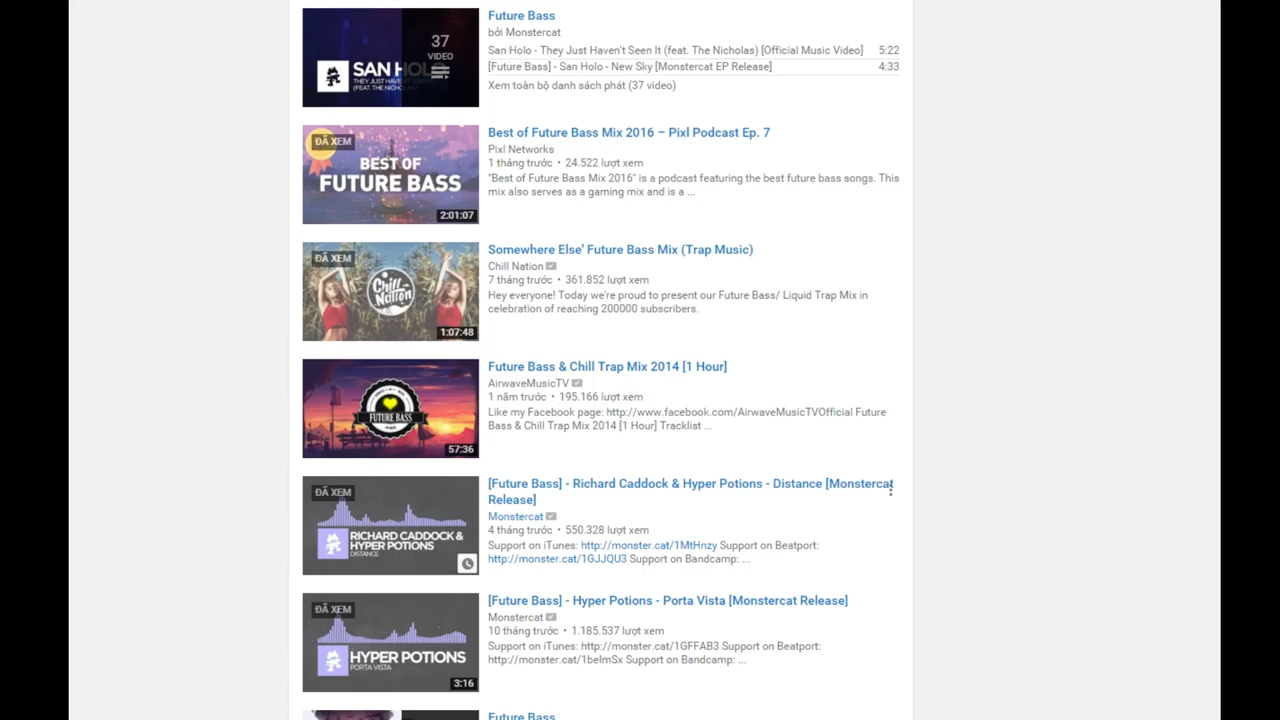 Future Bass
bởi Monstercat
San Holo - They Just Haven't Seen It (feat. The Nicholas) [Official Music Video] 5:22
[Future Bass] - San Holo - New Sky [Monstercat EP Release] 4:33
Xem toàn bộ danh sách phát (37 video)
37
VIDEO
SAN HOLO
THEY JUST HAVEN'T SEEN IT
(FEAT. THE NICHOLAS)
ĐÃ XEM
BEST OF
FUTURE BASS
2:01:07
Best of Future Bass Mix 2016 – Pixl Podcast Ep. 7
Pixl Networks
1 tháng trước • 24.522 lượt xem
"Best of Future Bass Mix 2016" is a podcast featuring the best future bass songs. This
mix also serves as a gaming mix and is a ...
ĐÃ XEM
Chill
Nation
1:07:48
Somewhere Else' Future Bass Mix (Trap Music)
Chill Nation
7 tháng trước • 361.852 lượt xem
Hey everyone! Today we're proud to present our Future Bass/ Liquid Trap Mix in
celebration of reaching 200000 subscribers.
FUTURE BASS
57:36
Future Bass & Chill Trap Mix 2014 [1 Hour]
AirwaveMusicTV
1 năm trước • 195.166 lượt xem
Like my Facebook page: http://www.facebook.com/AirwaveMusicTVOfficial Future
Bass & Chill Trap Mix 2014 [1 Hour] Tracklist ...
ĐÃ XEM
RICHARD CADDOCK &
HYPER POTIONS
DISTANCE
[Future Bass] - Richard Caddock & Hyper Potions - Distance [Monstercat
Release]
Monstercat
4 tháng trước • 550.328 lượt xem
Support on iTunes: http://monster.cat/1MtHnzy Support on Beatport:
http://monster.cat/1GJJQU3 Support on Bandcamp: ...
ĐÃ XEM
HYPER POTIONS
PORTA VISTA
3:16
[Future Bass] - Hyper Potions - Porta Vista [Monstercat Release]
Monstercat
10 tháng trước • 1.185.537 lượt xem
Support on iTunes: http://monster.cat/1GFFAB3 Support on Beatport:
http://monster.cat/1belmSx Support on Bandcamp: ...
Future Bass